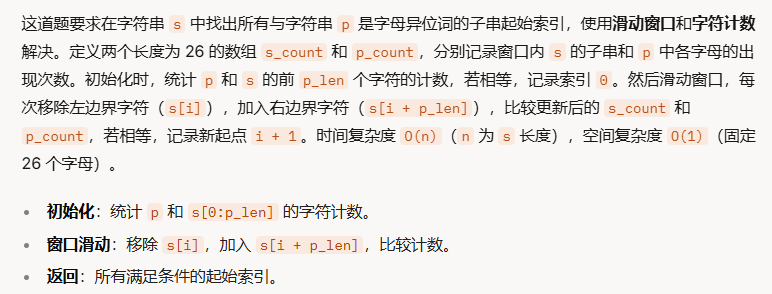 这道题要求在字符串 s 中找出所有与字符串 p 是字母异位词的子串起始索引，使用滑动窗口和字符计数
解决。定义两个长度为 26 的数组 s_count 和 p_count，分别记录窗口内 s 的子串和 p 中各字母的出
现次数。初始化时，统计 p 和 s 的前 p_len 个字符的计数，若相等，记录索引 0。然后滑动窗口，每
次移除左边界字符（s[i]），加入右边界字符（s[i + p_len]），比较更新后的 s_count 和
p_count，若相等，记录新起点 i + 1。时间复杂度 O(n)（n 为 s 长度），空间复杂度 O(1)（固定
26 个字母）。
• 初始化：统计 p 和 s[0:p_len] 的字符计数。
• 窗口滑动：移除 s[i]，加入 s[i + p_len]，比较计数。
• 返回：所有满足条件的起始索引。